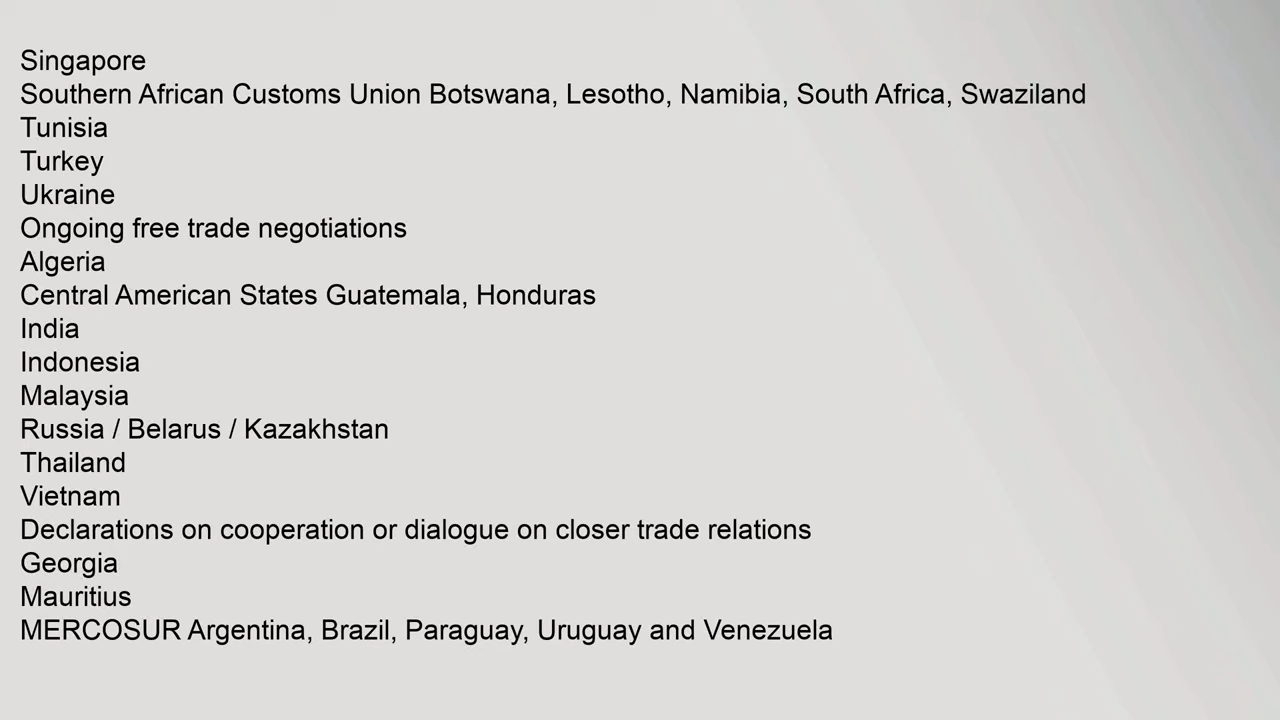 Singapore
Southern African Customs Union Botswana, Lesotho, Namibia, South Africa, Swaziland
Tunisia
Turkey
Ukraine
Ongoing free trade negotiations
Algeria
Central American States Guatemala, Honduras
India
Indonesia
Malaysia
Russia / Belarus / Kazakhstan
Thailand
Vietnam
Declarations on cooperation or dialogue on closer trade relations
Georgia
Mauritius
MERCOSUR Argentina, Brazil, Paraguay, Uruguay and Venezuela